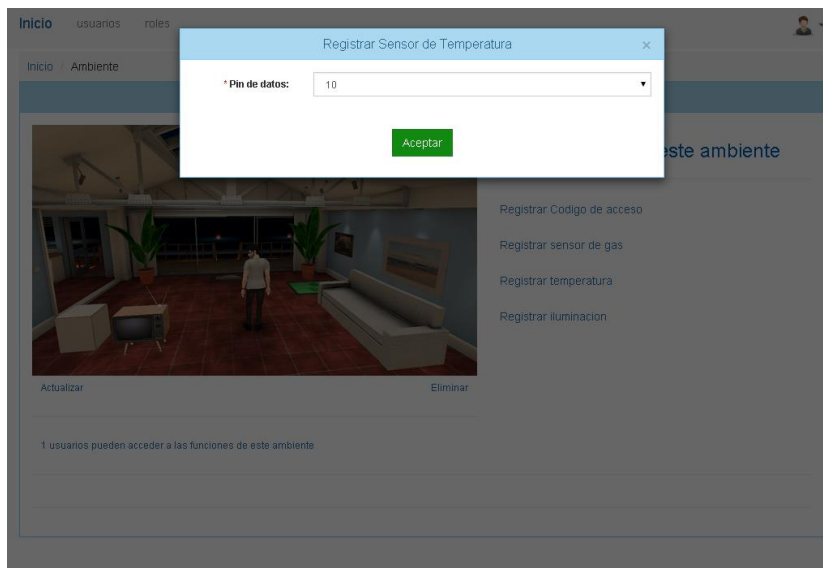 Inicio usuarios roles
Registrar Sensor de Temperatura ×
Inicio / Ambiente
* Pin de datos: 10
Aceptar
este ambiente
Registrar Codigo de acceso
Registrar sensor de gas
Registrar temperatura
Registrar iluminacion
Actualizar Eliminar
1 usuarios pueden acceder a las funciones de este ambiente